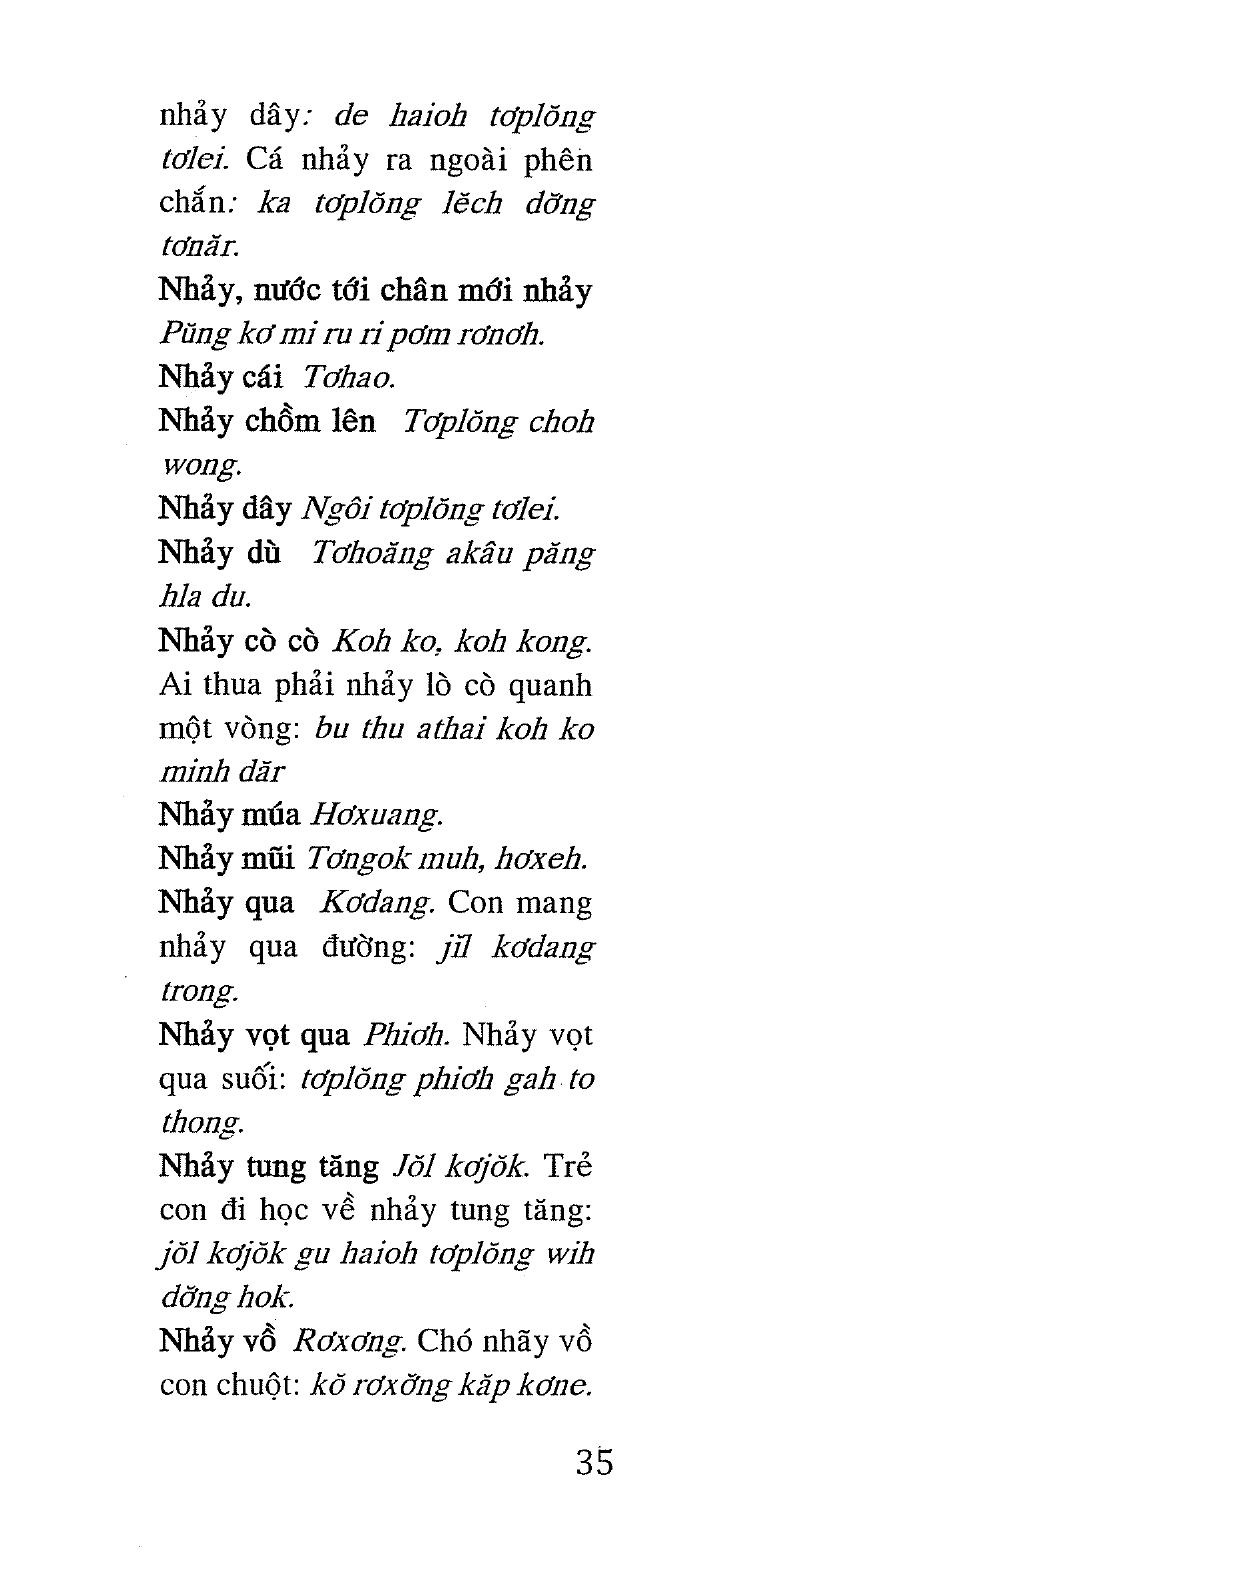 nhảy dây: de haioh tơplŏng
tơlei. Cá nhảy ra ngoài phên
chắn: ka tơplŏng lĕch dơ̆ng
tơnăr.
Nhảy, nước tới chân mới nhảy
Pŭng kơ mi ru ri pơm rơnơh.
Nhảy cái Tơhao.
Nhảy chồm lên Tơplŏng choh
wong.
Nhảy dây Ngôi tơplŏng tơlei.
Nhảy dù Tơhoăng akâu păng
hla du.
Nhảy cò cò Koh ko, koh kong.
Ai thua phải nhảy lò cò quanh
một vòng: bu thu athai koh ko
minh dăr
Nhảy múa Hơxuang.
Nhảy mũi Tơngok muh, hơxeh.
Nhảy qua Kơdang. Con mang
nhảy qua đường: jĭl kơdang
trong.
Nhảy vọt qua Phiơh. Nhảy vọt
qua suối: tơplŏng phiơh gah to
thong.
Nhảy tung tăng Jŏl kơjŏk. Trẻ
con đi học về nhảy tung tăng:
jŏl kơjŏk gu haioh tơplŏng wih
dơ̆ng hok.
Nhảy vồ Rơxơng. Chó nhãy vồ
con chuột: kŏ rơxơ̆ng kăp kơne.
35